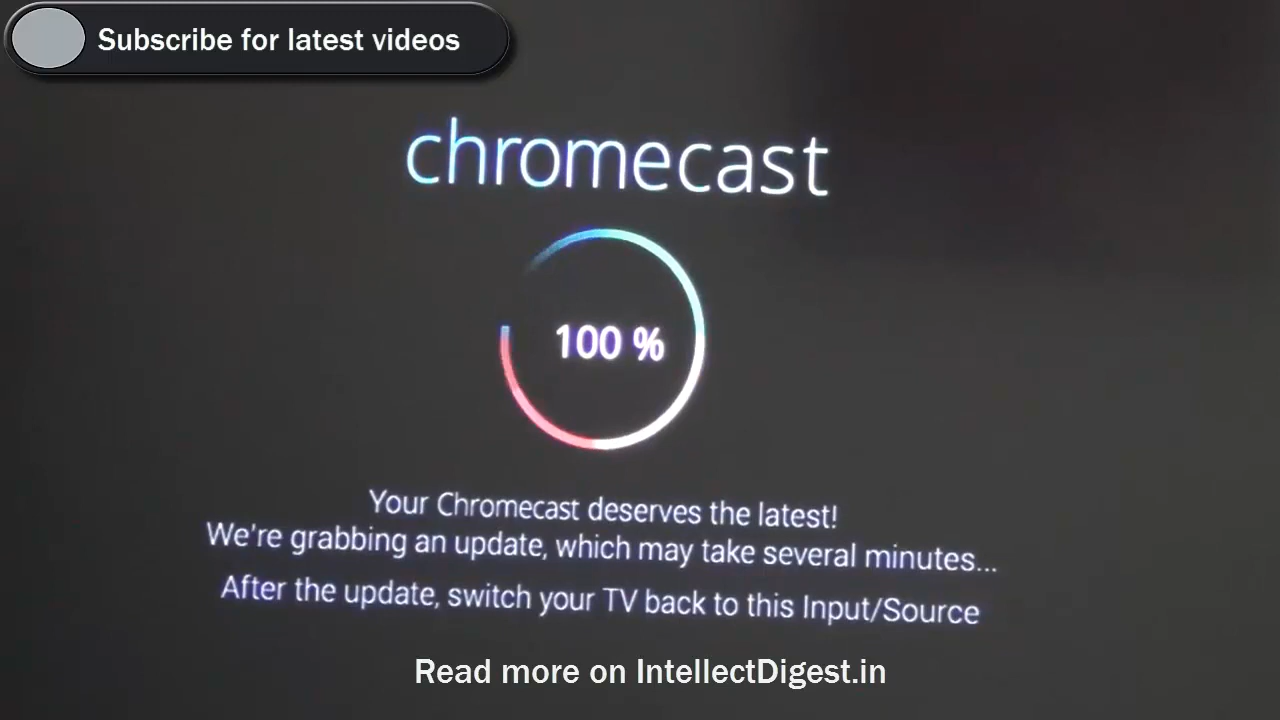 Subscribe for latest videos
chromecast
100 %
Your Chromecast deserves the latest!
We're grabbing an update, which may take several minutes...
After the update, switch your TV back to this Input/Source
Read more on IntellectDigest.in